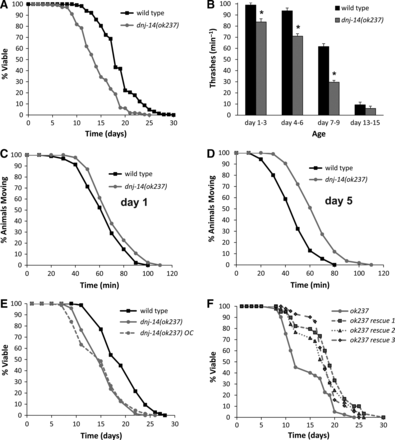 A
wild type
dnj-14(ok237)
% Viable
100
90
80
70
60
50
40
30
20
10
0
0 5 10 15 20 25 30
Time (days)
B
wild type
dnj-14(ok237)
Thrashes (min⁻¹)
100
90
80
70
60
50
40
30
20
10
0
* * *
day 1-3 day 4-6 day 7-9 day 13-15
Age
C
wild type
dnj-14(ok237)
day 1
% Animals Moving
100
90
80
70
60
50
40
30
20
10
0
0 20 40 60 80 100 120
Time (min)
D
wild type
dnj-14(ok237)
day 5
% Animals Moving
100
90
80
70
60
50
40
30
20
10
0
0 20 40 60 80 100 120
Time (min)
E
wild type
dnj-14(ok237)
dnj-14(ok237) OC
% Viable
100
90
80
70
60
50
40
30
20
10
0
0 5 10 15 20 25 30
Time (days)
F
ok237
ok237 rescue 1
ok237 rescue 2
ok237 rescue 3
% Viable
100
90
80
70
60
50
40
30
20
10
0
0 5 10 15 20 25 30
Time (days)